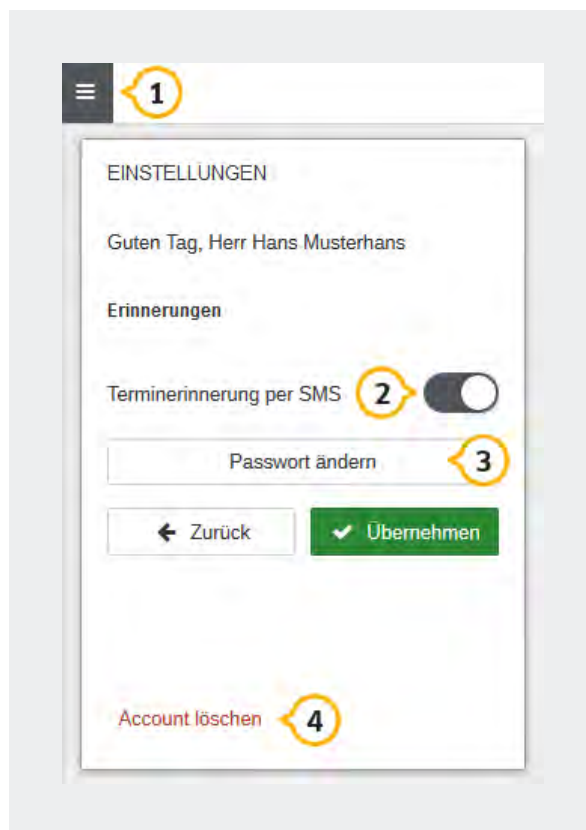 1
EINSTELLUNGEN
Guten Tag, Herr Hans Musterhans
Erinnerungen
Terminerinnerung per SMS 2
Passwort ändern 3
Zurück Übernehmen
Account löschen 4